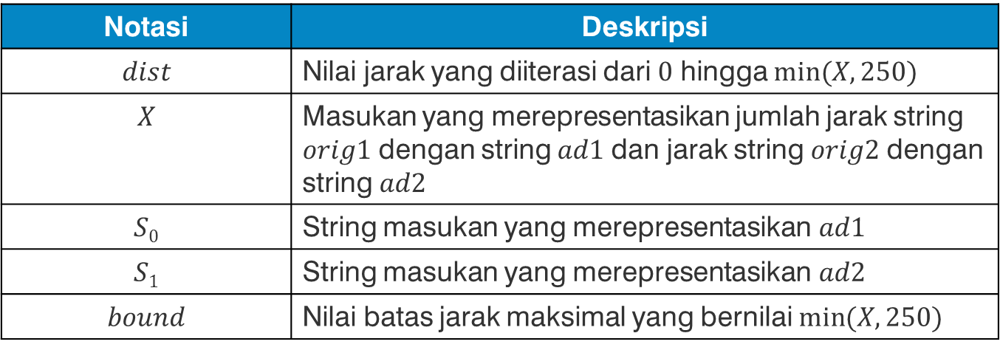 Notasi Deskripsi
dist Nilai jarak yang diiterasi dari 0 hingga min(X, 250)
X Masukan yang merepresentasikan jumlah jarak string
orig1 dengan string ad1 dan jarak string orig2 dengan
string ad2
S₀ String masukan yang merepresentasikan ad1
S₁ String masukan yang merepresentasikan ad2
bound Nilai batas jarak maksimal yang bernilai min(X, 250)